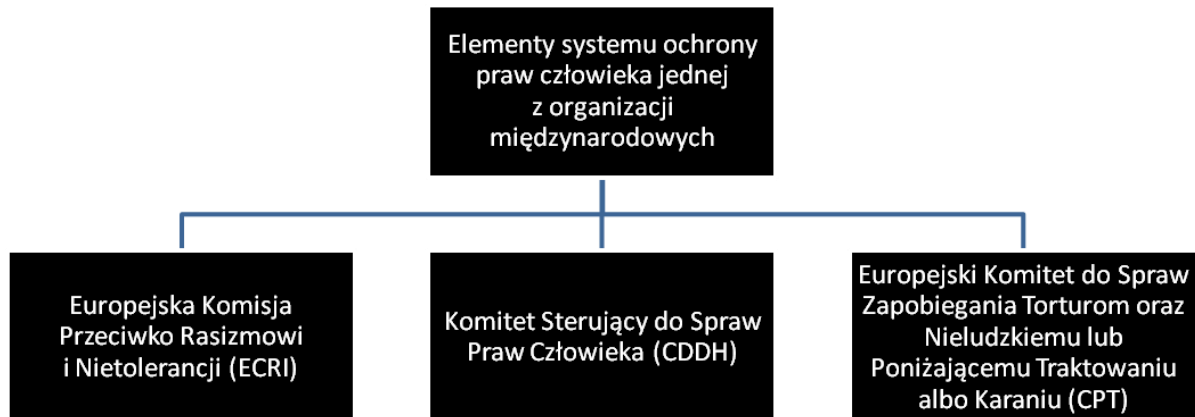 Elementy systemu ochrony
praw człowieka jednej
z organizacji
międzynarodowych
Europejska Komisja
Przeciwko Rasizmowi
i Nietolerancji (ECRI)
Komitet Sterujący do Spraw
Praw Człowieka (CDDH)
Europejski Komitet do Spraw
Zapobiegania Torturom oraz
Nieludzkiemu lub
Poniżającemu Traktowaniu
albo Karaniu (CPT)